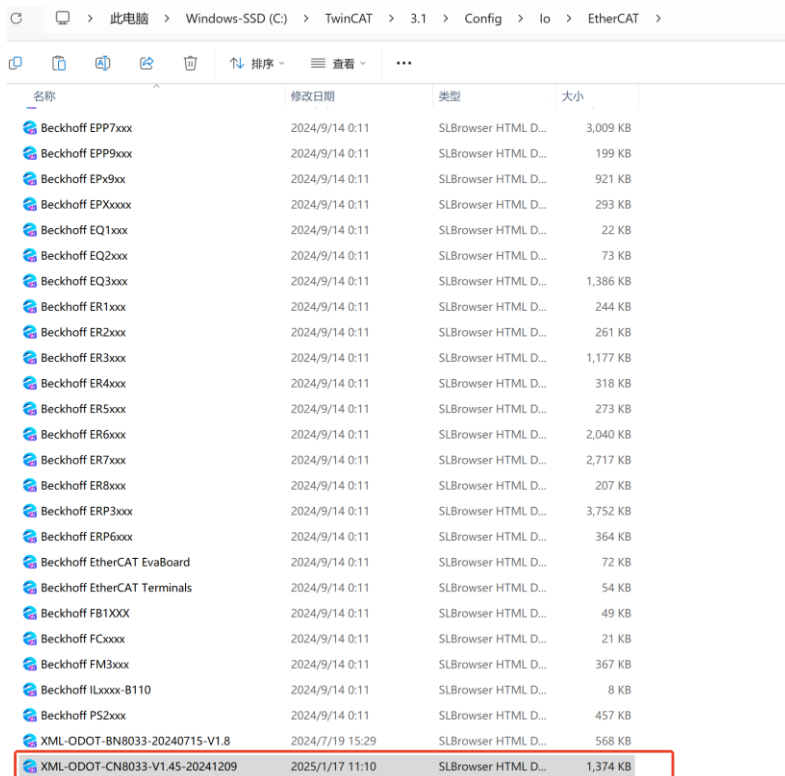 此电脑 > Windows-SSD (C:) > TwinCAT > 3.1 > Config > Io > EtherCAT >
排序 查看 •••
名称 修改日期 类型 大小
Beckhoff EPP7xxx 2024/9/14 0:11 SLBrowser HTML D... 3,009 KB
Beckhoff EPP9xxx 2024/9/14 0:11 SLBrowser HTML D... 199 KB
Beckhoff EPx9xx 2024/9/14 0:11 SLBrowser HTML D... 921 KB
Beckhoff EPXxxxx 2024/9/14 0:11 SLBrowser HTML D... 293 KB
Beckhoff EQ1xxx 2024/9/14 0:11 SLBrowser HTML D... 22 KB
Beckhoff EQ2xxx 2024/9/14 0:11 SLBrowser HTML D... 73 KB
Beckhoff EQ3xxx 2024/9/14 0:11 SLBrowser HTML D... 1,386 KB
Beckhoff ER1xxx 2024/9/14 0:11 SLBrowser HTML D... 244 KB
Beckhoff ER2xxx 2024/9/14 0:11 SLBrowser HTML D... 261 KB
Beckhoff ER3xxx 2024/9/14 0:11 SLBrowser HTML D... 1,177 KB
Beckhoff ER4xxx 2024/9/14 0:11 SLBrowser HTML D... 318 KB
Beckhoff ER5xxx 2024/9/14 0:11 SLBrowser HTML D... 273 KB
Beckhoff ER6xxx 2024/9/14 0:11 SLBrowser HTML D... 2,040 KB
Beckhoff ER7xxx 2024/9/14 0:11 SLBrowser HTML D... 2,717 KB
Beckhoff ER8xxx 2024/9/14 0:11 SLBrowser HTML D... 207 KB
Beckhoff ERP3xxx 2024/9/14 0:11 SLBrowser HTML D... 3,752 KB
Beckhoff ERP6xxx 2024/9/14 0:11 SLBrowser HTML D... 364 KB
Beckhoff EtherCAT EvaBoard 2024/9/14 0:11 SLBrowser HTML D... 72 KB
Beckhoff EtherCAT Terminals 2024/9/14 0:11 SLBrowser HTML D... 54 KB
Beckhoff FB1XXX 2024/9/14 0:11 SLBrowser HTML D... 49 KB
Beckhoff FCxxxx 2024/9/14 0:11 SLBrowser HTML D... 21 KB
Beckhoff FM3xxx 2024/9/14 0:11 SLBrowser HTML D... 367 KB
Beckhoff ILxxxx-B110 2024/9/14 0:11 SLBrowser HTML D... 8 KB
Beckhoff PS2xxx 2024/9/14 0:11 SLBrowser HTML D... 457 KB
XML-ODOT-BN8033-20240715-V1.8 2024/7/19 15:29 SLBrowser HTML D... 568 KB
XML-ODOT-CN8033-V1.45-20241209 2025/1/17 11:10 SLBrowser HTML D... 1,374 KB